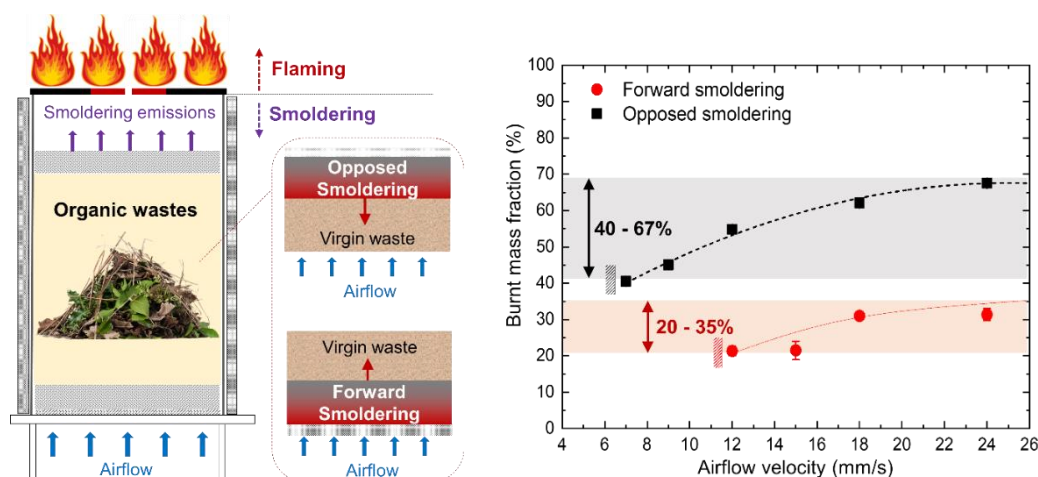 Flaming
Smoldering emissions
Smoldering
Organic wastes
Airflow
Opposed
Smoldering
Virgin waste
Airflow
Virgin waste
Forward
Smoldering
Airflow
Burnt mass fraction (%)
100
90
80
70
60
50
40
30
20
10
0
Forward smoldering
Opposed smoldering
40 - 67%
20 - 35%
4 6 8 10 12 14 16 18 20 22 24 26
Airflow velocity (mm/s)